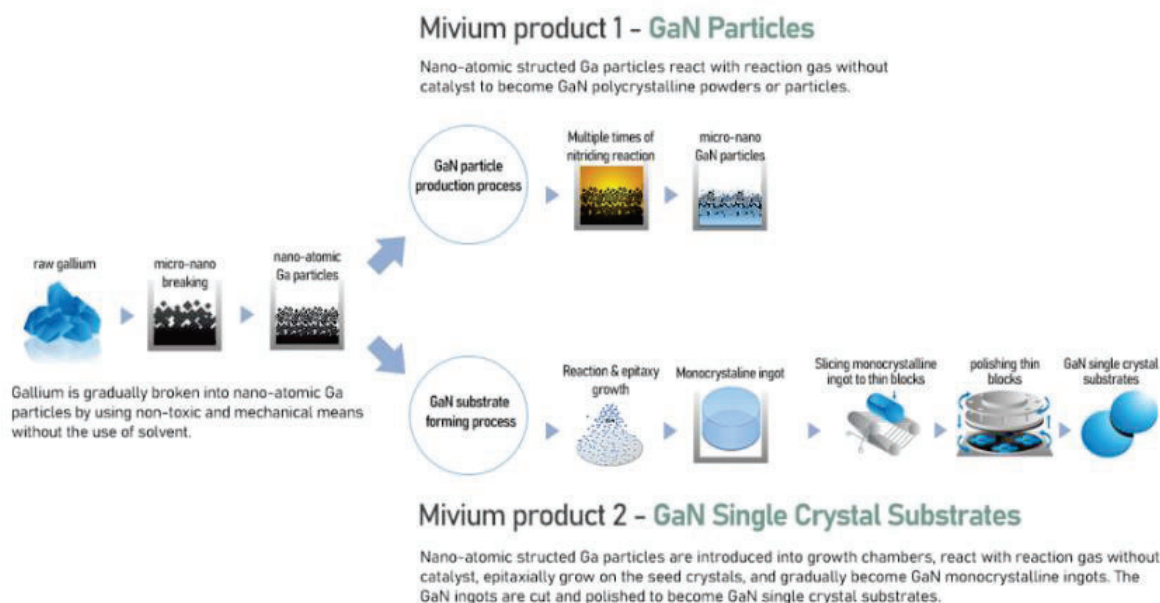 Mivium product 1 - GaN Particles
Nano-atomic structed Ga particles react with reaction gas without
catalyst to become GaN polycrystalline powders or particles.
GaN particle
production process
Multiple times of
nitriding reaction
micro-nano
GaN particles
raw gallium
micro-nano
breaking
nano-atomic
Ga particles
Gallium is gradually broken into nano-atomic Ga
particles by using non-toxic and mechanical means
without the use of solvent.
GaN substrate
forming process
Reaction & epitaxy
growth
Monocrystaline ingot
Slicing monocrystalline
ingot to thin blocks
polishing thin
blocks
GaN single crystal
substrates
Mivium product 2 - GaN Single Crystal Substrates
Nano-atomic structed Ga particles are introduced into growth chambers, react with reaction gas without
catalyst, epitaxially grow on the seed crystals, and gradually become GaN monocrystalline ingots. The
GaN ingots are cut and polished to become GaN single crystal substrates.